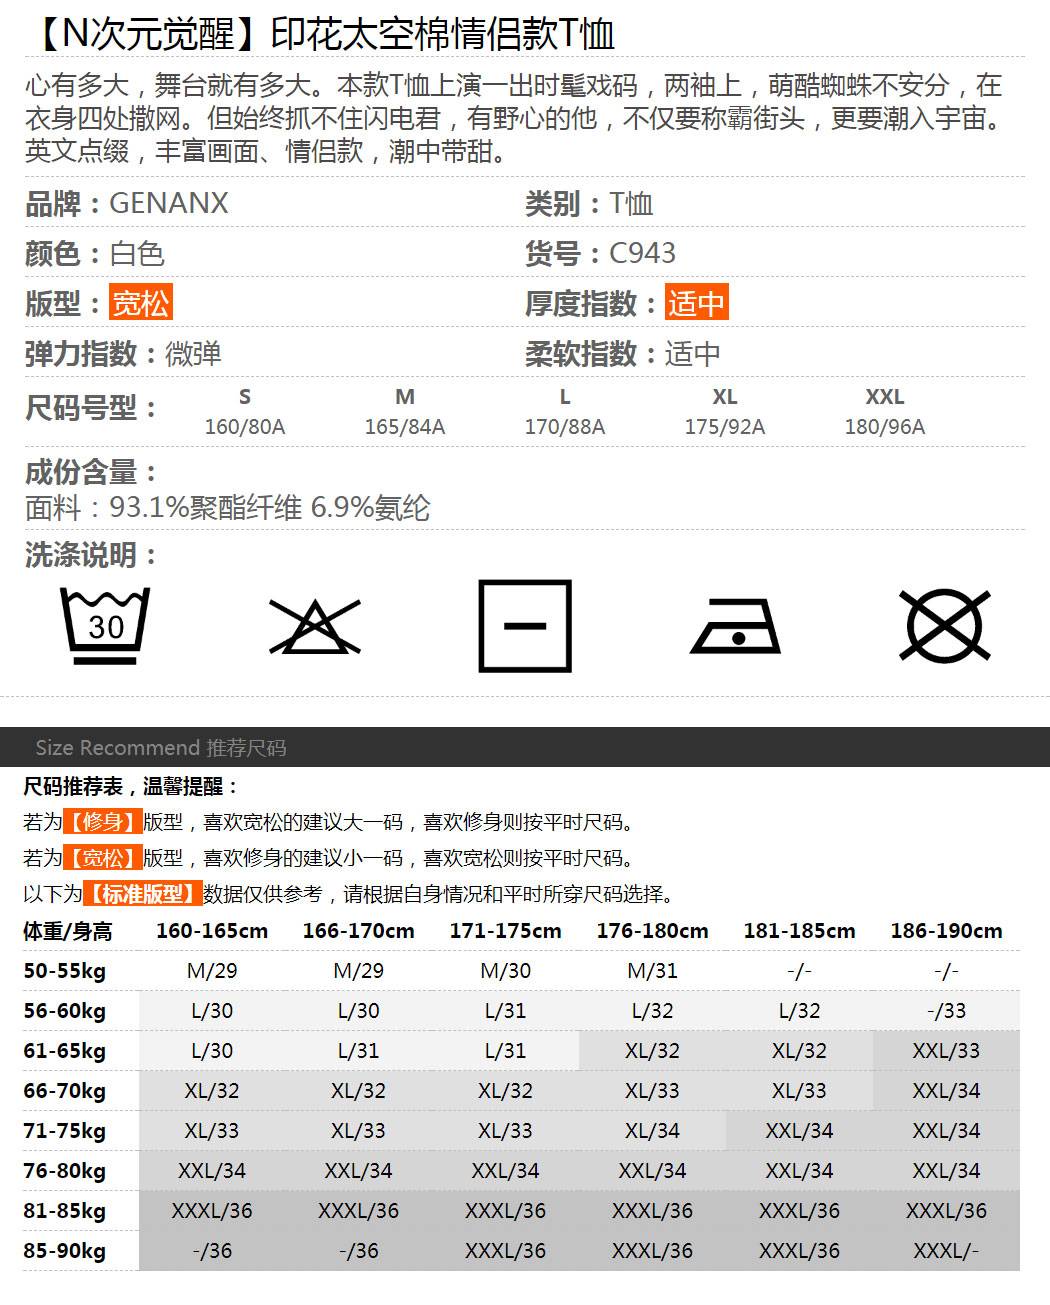 【N次元觉醒】印花太空棉情侣款T恤
心有多大，舞台就有多大。本款T恤上演一出时髦戏码，两袖上，萌酷蜘蛛不安分，在
衣身四处撒网。但始终抓不住闪电君，有野心的他，不仅要称霸街头，更要潮入宇宙。
英文点缀，丰富画面、情侣款，潮中带甜。
品牌：GENANX 类别：T恤
颜色：白色 货号：C943
版型：宽松 厚度指数：适中
弹力指数：微弹 柔软指数：适中
尺码号型： S M L XL XXL
160/80A 165/84A 170/88A 175/92A 180/96A
成份含量：
面料：93.1%聚酯纤维 6.9%氨纶
洗涤说明：
30
Size Recommend 推荐尺码
尺码推荐表，温馨提醒：
若为【修身】版型，喜欢宽松的建议大一码，喜欢修身则按平时尺码。
若为【宽松】版型，喜欢修身的建议小一码，喜欢宽松则按平时尺码。
以下为【标准版型】数据仅供参考，请根据自身情况和平时所穿尺码选择。
体重/身高 160-165cm 166-170cm 171-175cm 176-180cm 181-185cm 186-190cm
50-55kg M/29 M/29 M/30 M/31 -/- -/-
56-60kg L/30 L/30 L/31 L/32 L/32 -/33
61-65kg L/30 L/31 L/31 XL/32 XL/32 XXL/33
66-70kg XL/32 XL/32 XL/32 XL/33 XL/33 XXL/34
71-75kg XL/33 XL/33 XL/33 XL/34 XXL/34 XXL/34
76-80kg XXL/34 XXL/34 XXL/34 XXL/34 XXL/34 XXL/34
81-85kg XXXL/36 XXXL/36 XXXL/36 XXXL/36 XXXL/36 XXXL/36
85-90kg -/36 -/36 XXXL/36 XXXL/36 XXXL/36 XXXL/-